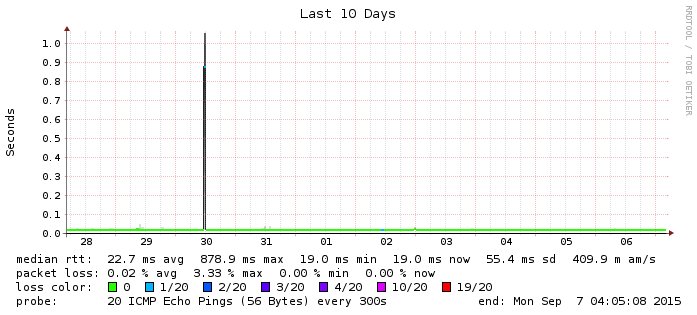 Last 10 Days
RRDTOOL / TOBI OETIKER
Seconds
1.0
0.9
0.8
0.7
0.6
0.5
0.4
0.3
0.2
0.1
0.0
28 29 30 31 01 02 03 04 05 06
median rtt: 22.7 ms avg 878.9 ms max 19.0 ms min 19.0 ms now 55.4 ms sd 409.9 m am/s
packet loss: 0.02 % avg 3.33 % max 0.00 % min 0.00 % now
loss color: 0 1/20 2/20 3/20 4/20 10/20 19/20
probe: 20 ICMP Echo Pings (56 Bytes) every 300s end: Mon Sep 7 04:05:08 2015